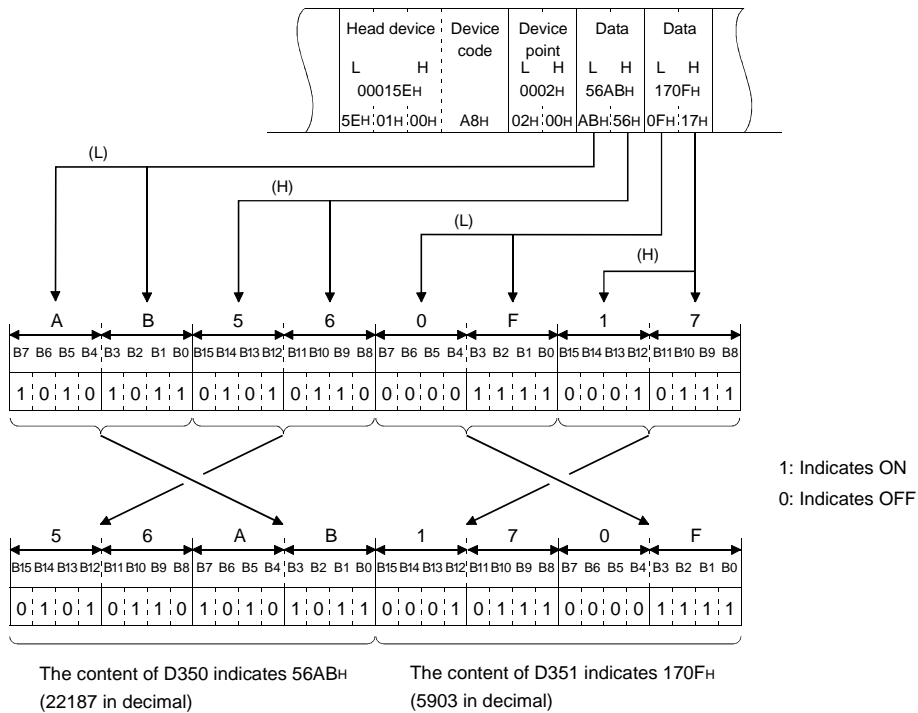 Head device Device code Device point Data Data
L H L H L H L H
00015EH 0002H 56ABH 170FH
5EH 01H 00H A8H 02H 00H ABH 56H 0FH 17H
(L)
(H)
(L)
(H)
A B 5 6 0 F 1 7
B7 B6 B5 B4 B3 B2 B1 B0 B15 B14 B13 B12 B11 B10 B9 B8 B7 B6 B5 B4 B3 B2 B1 B0 B15 B14 B13 B12 B11 B10 B9 B8
1 0 1 0 1 0 1 1 0 1 0 1 0 1 1 0 0 0 0 0 1 1 1 1 0 0 0 1 0 1 1 1
1: Indicates ON
0: Indicates OFF
5 6 A B 1 7 0 F
B15 B14 B13 B12 B11 B10 B9 B8 B7 B6 B5 B4 B3 B2 B1 B0 B15 B14 B13 B12 B11 B10 B9 B8 B7 B6 B5 B4 B3 B2 B1 B0
0 1 0 1 0 1 1 0 1 0 1 0 1 0 1 1 0 0 0 1 0 1 1 1 0 0 0 0 1 1 1 1
The content of D350 indicates 56ABH
(22187 in decimal)
The content of D351 indicates 170FH
(5903 in decimal)